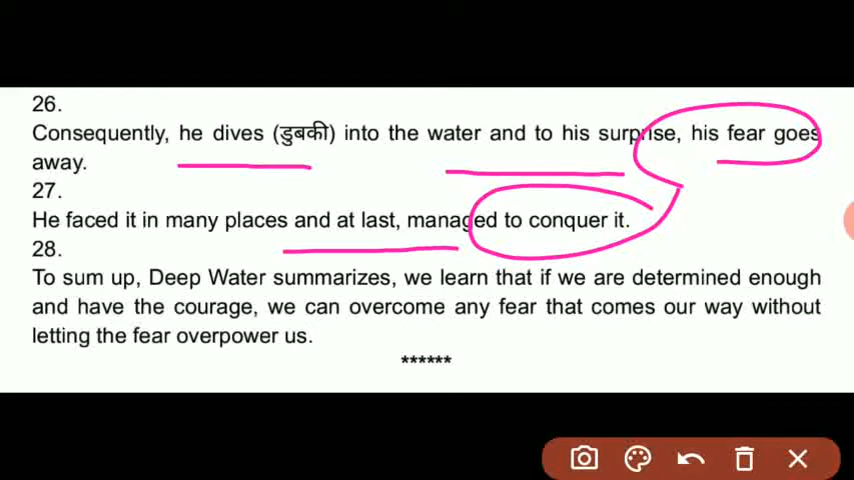 26.
Consequently, he dives (डुबकी) into the water and to his surprise, his fear goes
away.
27.
He faced it in many places and at last, managed to conquer it.
28.
To sum up, Deep Water summarizes, we learn that if we are determined enough
and have the courage, we can overcome any fear that comes our way without
letting the fear overpower us.
******